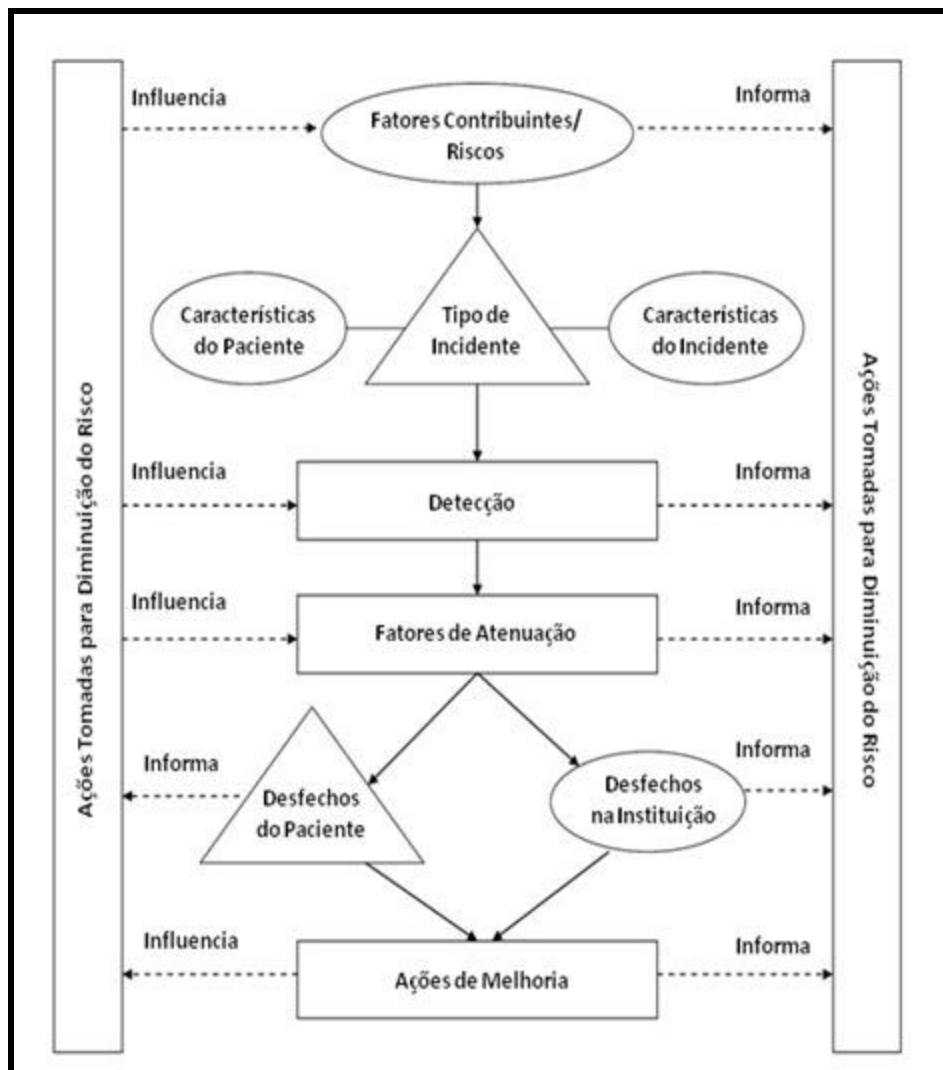 Influencia
Informa
Fatores Contribuintes/
Riscos
Características
do Paciente
Tipo de
Incidente
Características
do Incidente
Ações Tomadas para Diminuição do Risco
Ações Tomadas para Diminuição do Risco
Influencia
Detecção
Informa
Influencia
Fatores de Atenuação
Informa
Informa
Desfechos
do Paciente
Desfechos
na Instituição
Informa
Influencia
Ações de Melhoria
Informa